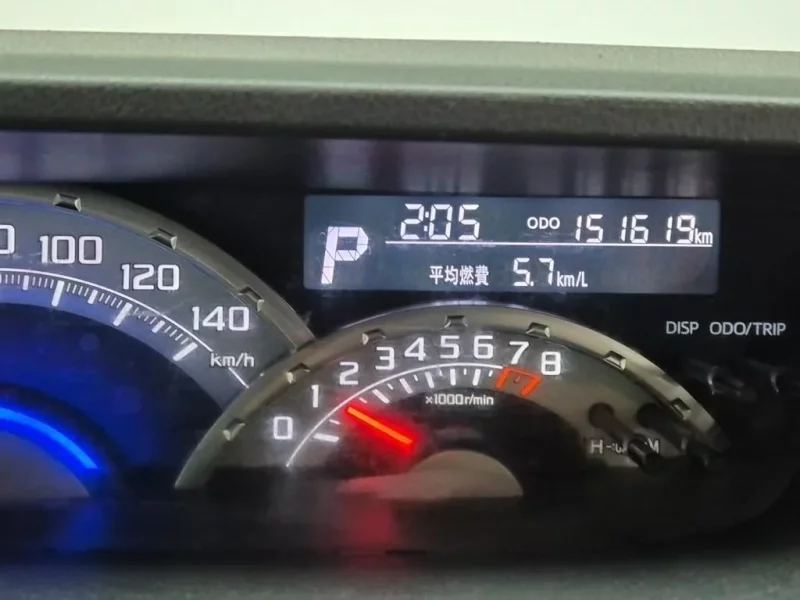 2:05 ODO 151619km
P
平均燃費 5.7km/L
DISP ODO/TRIP
100
120
140
km/h
0 1 2 3 4 5 6 7 8
×1000r/min